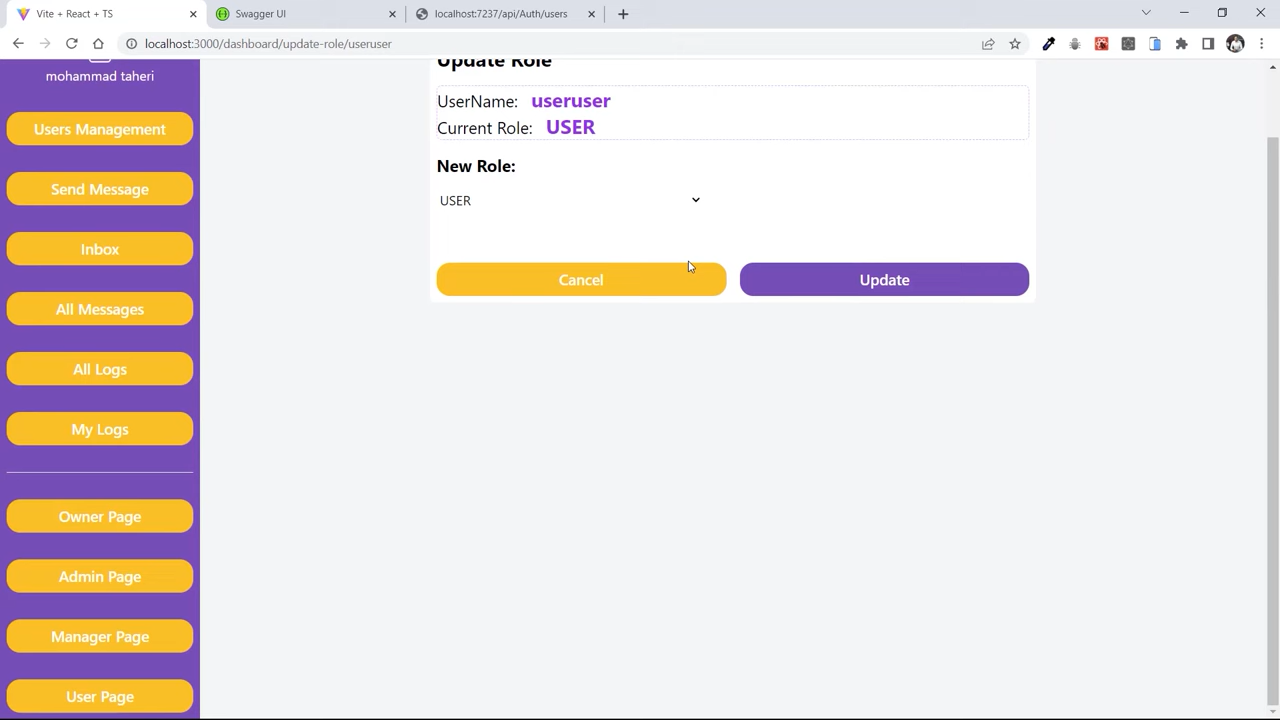 Vite + React + TS
Swagger UI
localhost:7237/api/Auth/users
localhost:3000/dashboard/update-role/useruser
mohammad taheri
Users Management
Send Message
Inbox
All Messages
All Logs
My Logs
Owner Page
Admin Page
Manager Page
User Page
Update Role
UserName: useruser
Current Role: USER
New Role:
USER
Cancel
Update